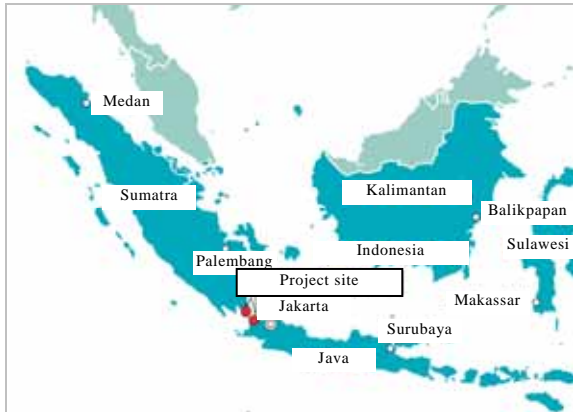 Medan
Sumatra
Kalimantan
Balikpapan
Indonesia
Sulawesi
Palembang
Project site
Jakarta
Makassar
Surubaya
Java